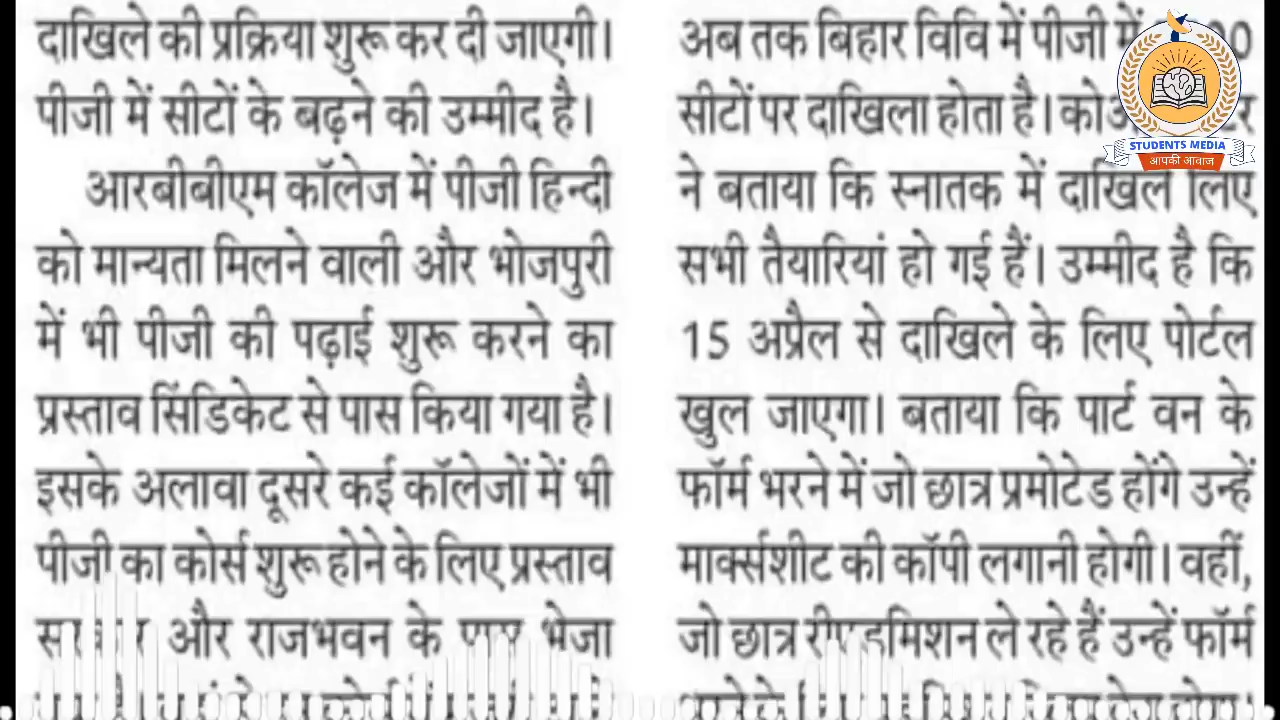 दाखिले की प्रक्रिया शुरू कर दी जाएगी।
पीजी में सीटों के बढ़ने की उम्मीद है।
आरबीबीएम कॉलेज में पीजी हिन्दी
को मान्यता मिलने वाली और भोजपुरी
में भी पीजी की पढ़ाई शुरू करने का
प्रस्ताव सिंडिकेट से पास किया गया है।
इसके अलावा दूसरे कई कॉलेजों में भी
पीजी का कोर्स शुरू होने के लिए प्रस्ताव
और राजभवन के पास भेजा
अब तक बिहार विवि में पीजी में
सीटों पर दाखिला होता है।
ने बताया कि स्नातक में दाखिले लिए
सभी तैयारियां हो गई हैं। उम्मीद है कि
15 अप्रैल से दाखिले के लिए पोर्टल
खुल जाएगा। बताया कि पार्ट वन के
फॉर्म भरने में जो छात्र प्रमोटेड होंगे उन्हें
मार्क्सशीट की कॉपी लगानी होगी। वहीं,
जो छात्र रीएडमिशन ले रहे हैं उन्हें फॉर्म
STUDENTS MEDIA
आपकी आवाज